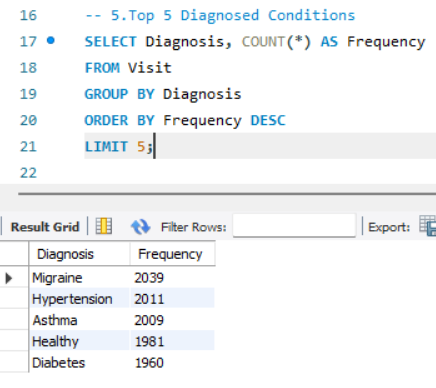 16 -- 5.Top 5 Diagnosed Conditions
17 SELECT Diagnosis, COUNT(*) AS Frequency
18 FROM Visit
19 GROUP BY Diagnosis
20 ORDER BY Frequency DESC
21 LIMIT 5;
22
Result Grid Filter Rows: Export:
Diagnosis Frequency
Migraine 2039
Hypertension 2011
Asthma 2009
Healthy 1981
Diabetes 1960